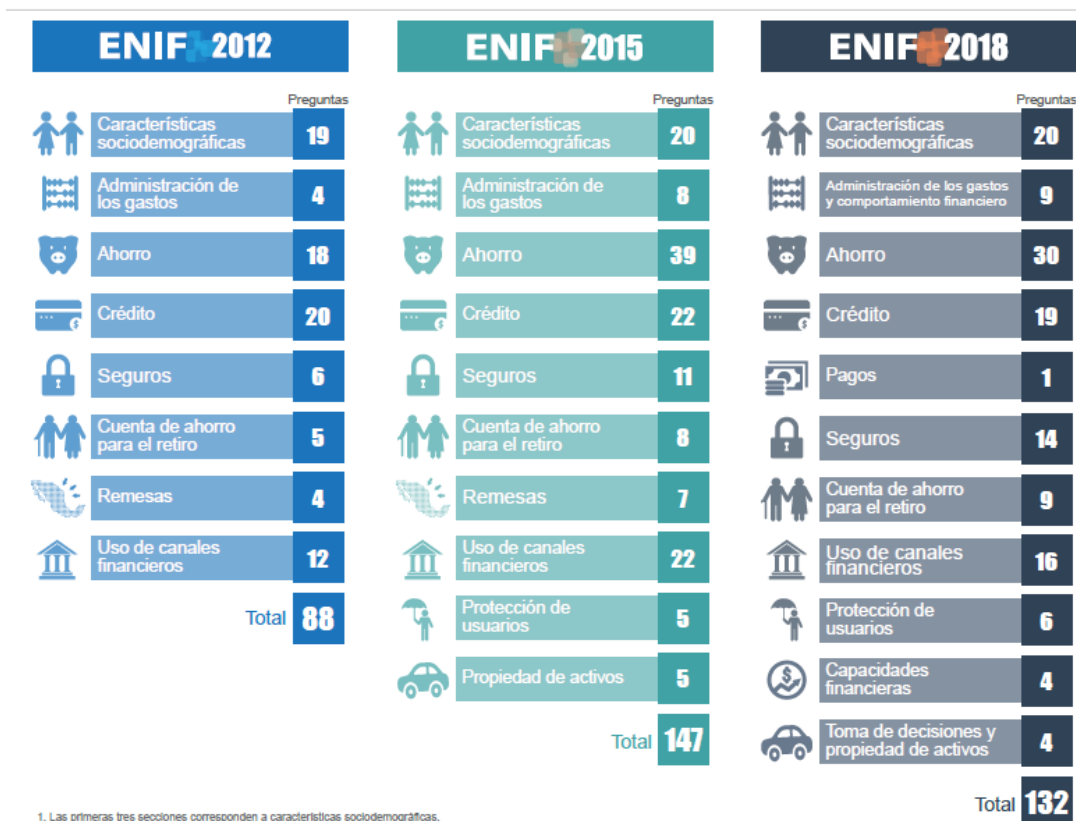 ENIF 2012
Preguntas
Características
sociodemográficas
19
Administración de
los gastos
4
Ahorro
18
Crédito
20
Seguros
6
Cuenta de ahorro
para el retiro
5
Remesas
4
Uso de canales
financieros
12
Total 88
ENIF 2015
Preguntas
Características
sociodemográficas
20
Administración de
los gastos
8
Ahorro
39
Crédito
22
Seguros
11
Cuenta de ahorro
para el retiro
8
Remesas
7
Uso de canales
financieros
22
Protección de
usuarios
5
Propiedad de activos
5
Total 147
ENIF 2018
Preguntas
Características
sociodemográficas
20
Administración de los gastos
y comportamiento financiero
9
Ahorro
30
Crédito
19
Pagos
1
Seguros
14
Cuenta de ahorro
para el retiro
9
Uso de canales
financieros
16
Protección de
usuarios
6
Capacidades
financieras
4
Toma de decisiones y
propiedad de activos
4
Total 132
1. Las primeras tres secciones corresponden a características sociodemográficas.